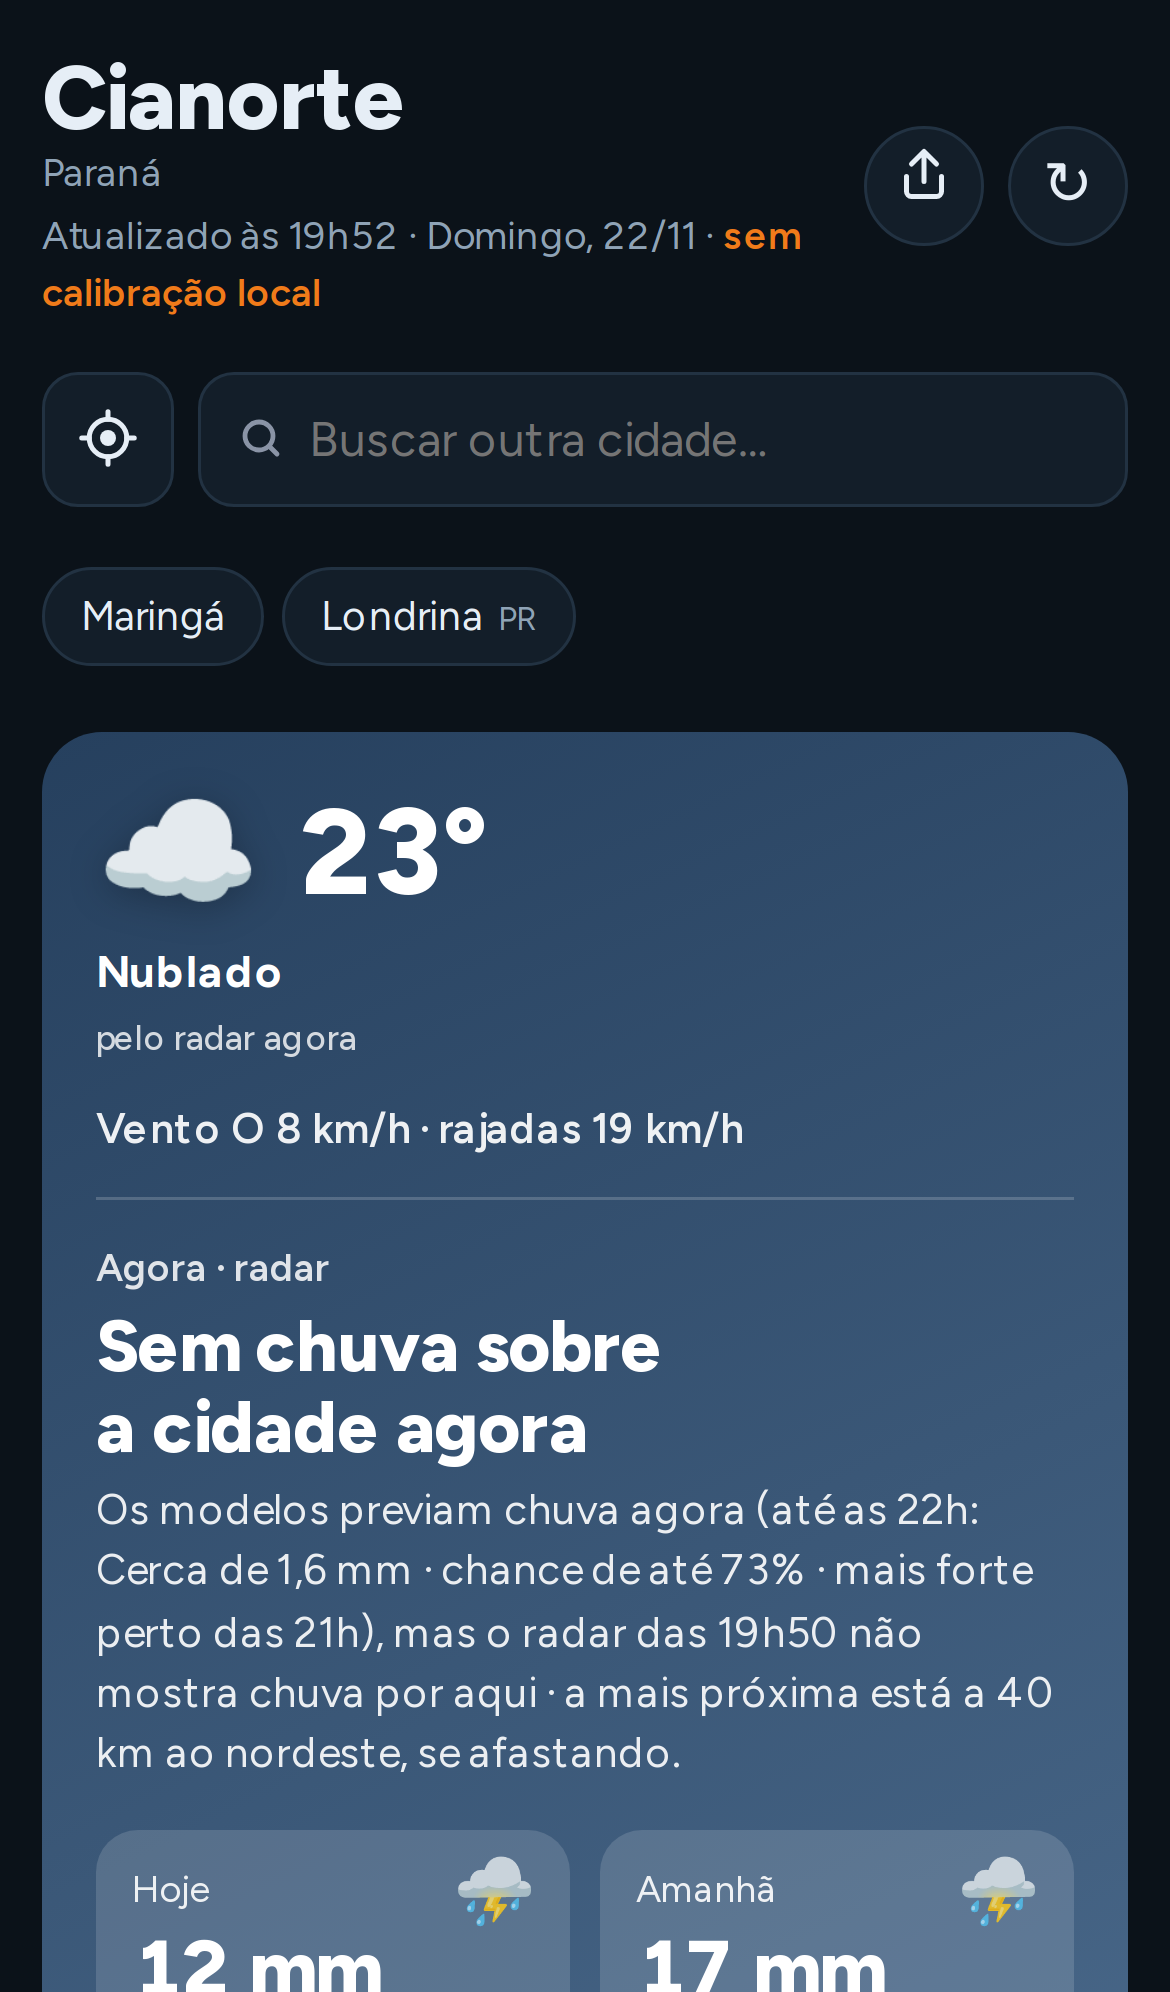 Cianorte
Paraná
Atualizado às 19h52 · Domingo, 22/11 · sem
calibração local
Buscar outra cidade...
Maringá
Londrina PR
23°
Nublado
pelo radar agora
Vento O 8 km/h · rajadas 19 km/h
Agora · radar
Sem chuva sobre
a cidade agora
Os modelos previam chuva agora (até as 22h:
Cerca de 1,6 mm · chance de até 73% · mais forte
perto das 21h), mas o radar das 19h50 não
mostra chuva por aqui · a mais próxima está a 40
km ao nordeste, se afastando.
Hoje
12 mm
Amanhã
17 mm